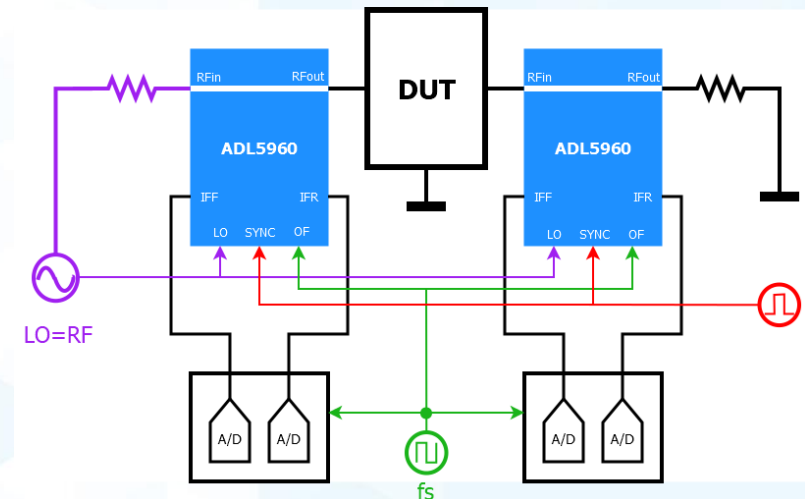 RFin
RFout
ADL5960
IFF
IFR
LO
SYNC
OF
DUT
RFin
RFout
ADL5960
IFF
IFR
LO
SYNC
OF
LO=RF
A/D
A/D
A/D
A/D
fs